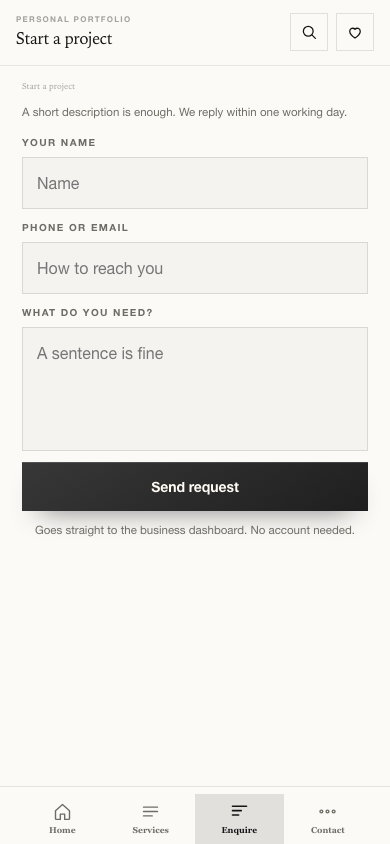 PERSONAL PORTFOLIO
Start a project
Start a project
A short description is enough. We reply within one working day.
YOUR NAME
Name
PHONE OR EMAIL
How to reach you
WHAT DO YOU NEED?
A sentence is fine
Send request
Goes straight to the business dashboard. No account needed.
Home
Services
Enquire
Contact